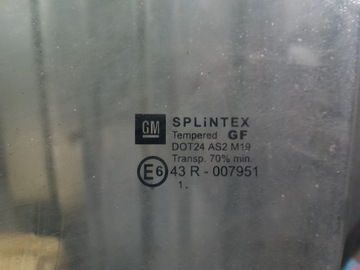 GM
SPLiNTEX
Tempered GF
DOT24 AS2 M19
Transp. 70% min.
E6 43 R - 007951
1.